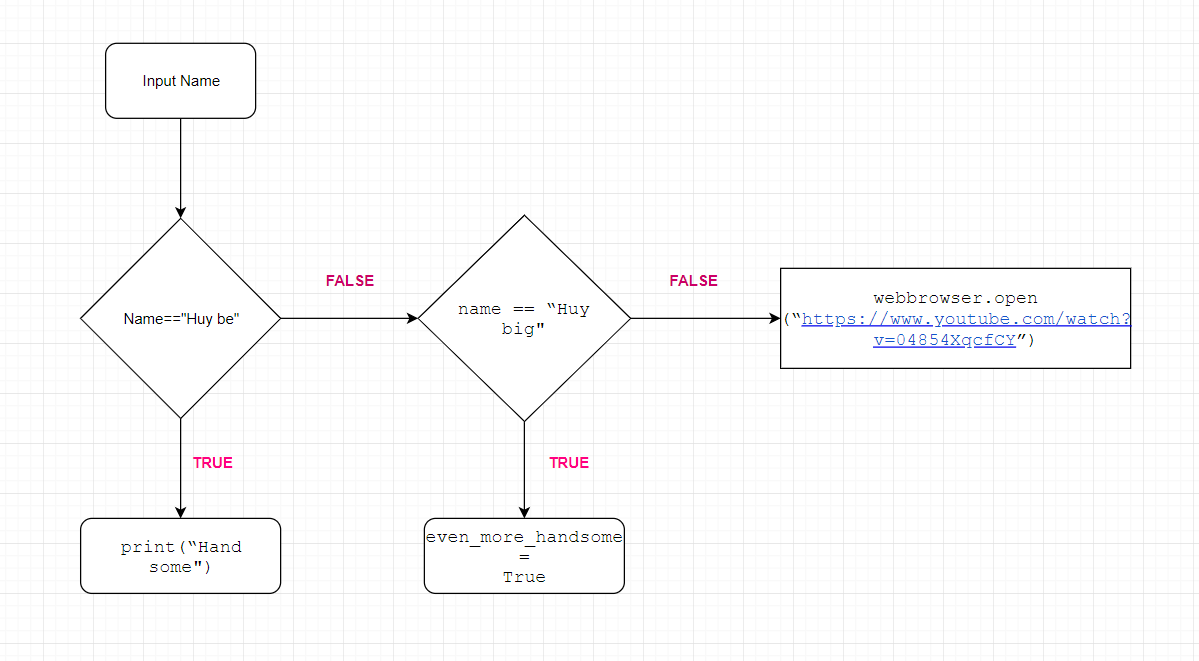 Input Name
Name=="Huy be"
FALSE
name == “Huy
big"
FALSE
webbrowser.open
(“https://www.youtube.com/watch?
v=04854XqcfCY”)
TRUE
TRUE
print(“Hand
some")
even_more_handsome
=
True